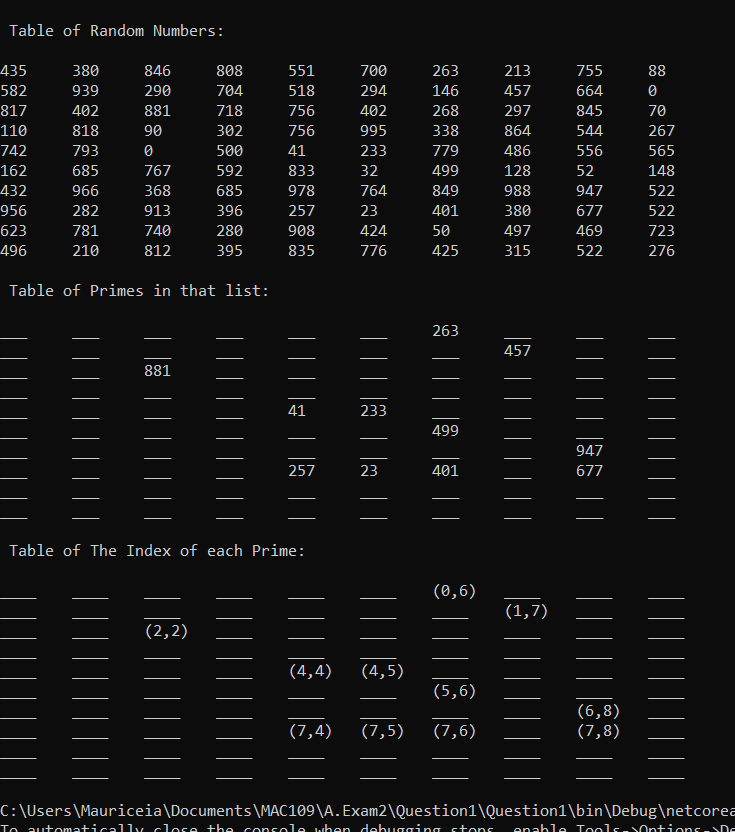 Table of Random Numbers:
435 380 846 808 551 700 263 213 755 88
582 939 290 704 518 294 146 457 664 0
817 402 881 718 756 402 268 297 845 70
110 818 90 302 756 995 338 864 544 267
742 793 0 500 41 233 779 486 556 565
162 685 767 592 833 32 499 128 52 148
432 966 368 685 978 764 849 988 947 522
956 282 913 396 257 23 401 380 677 522
623 781 740 280 908 424 50 497 469 723
496 210 812 395 835 776 425 315 522 276
Table of Primes in that list:
___ ___ ___ ___ ___ ___ 263 ___ ___ ___
___ ___ ___ ___ ___ ___ ___ 457 ___ ___
___ ___ 881 ___ ___ ___ ___ ___ ___ ___
___ ___ ___ ___ ___ ___ ___ ___ ___ ___
___ ___ ___ ___ 41 233 ___ ___ ___ ___
___ ___ ___ ___ ___ ___ 499 ___ ___ ___
___ ___ ___ ___ ___ ___ ___ ___ 947 ___
___ ___ ___ ___ 257 23 401 ___ 677 ___
___ ___ ___ ___ ___ ___ ___ ___ ___ ___
___ ___ ___ ___ ___ ___ ___ ___ ___ ___
Table of The Index of each Prime:
____ ____ ____ ____ ____ ____ (0,6) ____ ____ ____
____ ____ ____ ____ ____ ____ ____ (1,7) ____ ____
____ ____ (2,2) ____ ____ ____ ____ ____ ____ ____
____ ____ ____ ____ ____ ____ ____ ____ ____ ____
____ ____ ____ ____ (4,4) (4,5) ____ ____ ____ ____
____ ____ ____ ____ ____ ____ (5,6) ____ ____ ____
____ ____ ____ ____ ____ ____ ____ ____ (6,8) ____
____ ____ ____ ____ (7,4) (7,5) (7,6) ____ (7,8) ____
____ ____ ____ ____ ____ ____ ____ ____ ____ ____
____ ____ ____ ____ ____ ____ ____ ____ ____ ____
C:\Users\Mauriceia\Documents\MAC109\A.Exam2\Question1\Question1\bin\Debug\netcorea
To automatically close the console when debugging stops, enable Tools->Options->De